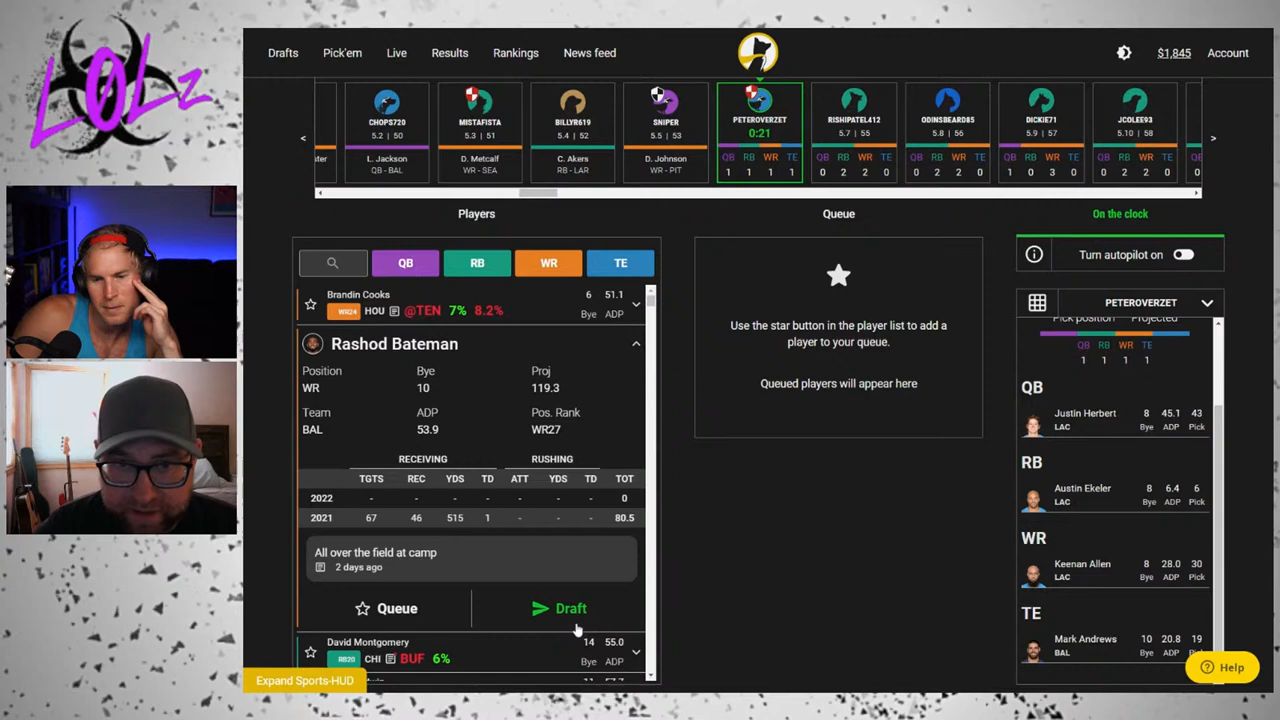 L0Lz
Drafts Pick'em Live Results Rankings News feed $1,845 Account
< CHOPS720 MISTAFISTA BILLYR619 SNIPER PETEROVERZET RISHIPATEL412 ODINSBEARD85 DICKIE71 JCOLEE93 >
5.2 | 50 5.3 | 51 5.4 | 52 5.5 | 53 0:21 5.7 | 55 5.8 | 56 5.9 | 57 5.10 | 58
ter L. Jackson D. Metcalf C. Akers D. Johnson QB RB WR TE QB RB WR TE QB RB WR TE QB RB WR TE QB RB WR TE
QB - BAL WR - SEA RB - LAR WR - PIT 1 1 1 1 0 2 2 0 0 2 2 0 1 0 3 0 0 2 2 0
Players Queue On the clock
Turn autopilot on
QB RB WR TE
Brandin Cooks 6 51.1
WR24 HOU @TEN 7% 8.2% Bye ADP
Rashod Bateman
Position Bye Proj
WR 10 119.3
Team ADP Pos. Rank
BAL 53.9 WR27
RECEIVING RUSHING
TGTS REC YDS TD ATT YDS TD TOT
2022 - - - - - - - 0
2021 67 46 515 1 - - - 80.5
All over the field at camp
2 days ago
Queue Draft
David Montgomery 14 55.0
RB20 CHI BUF 6% Bye ADP
Expand Sports-HUD
Use the star button in the player list to add a
player to your queue.
Queued players will appear here
PETEROVERZET
Pick position Projected
QB RB WR TE
1 1 1 1
QB
Justin Herbert 8 45.1 43
LAC Bye ADP Pick
RB
Austin Ekeler 8 6.4 6
LAC Bye ADP Pick
WR
Keenan Allen 8 28.0 30
LAC Bye ADP Pick
TE
Mark Andrews 10 20.8 19
BAL Bye ADP Pick
Help